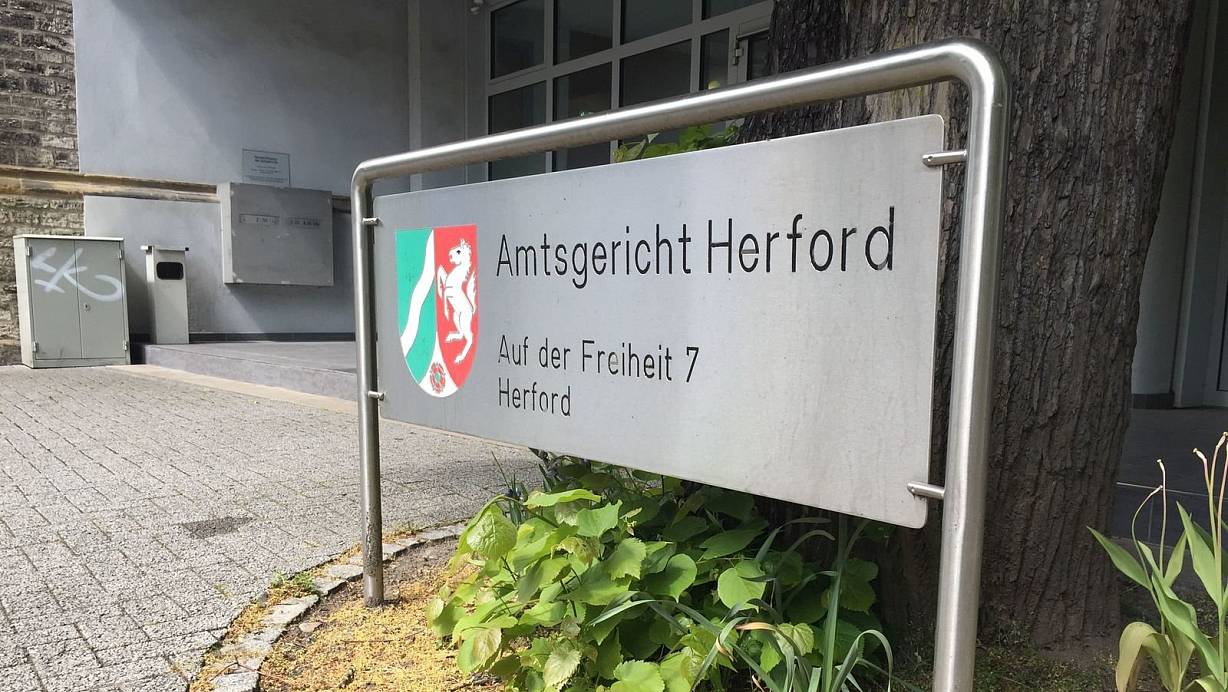 Amtsgericht Herford
Auf der Freiheit 7
Herford